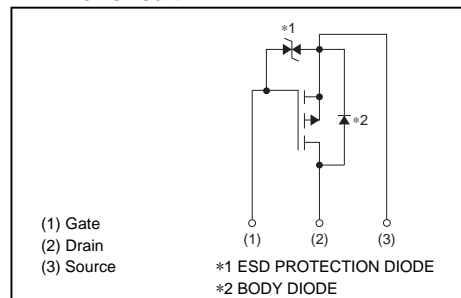 *1
*2
(1) Gate
(2) Drain
(3) Source
(1) (2) (3)
*1 ESD PROTECTION DIODE
*2 BODY DIODE